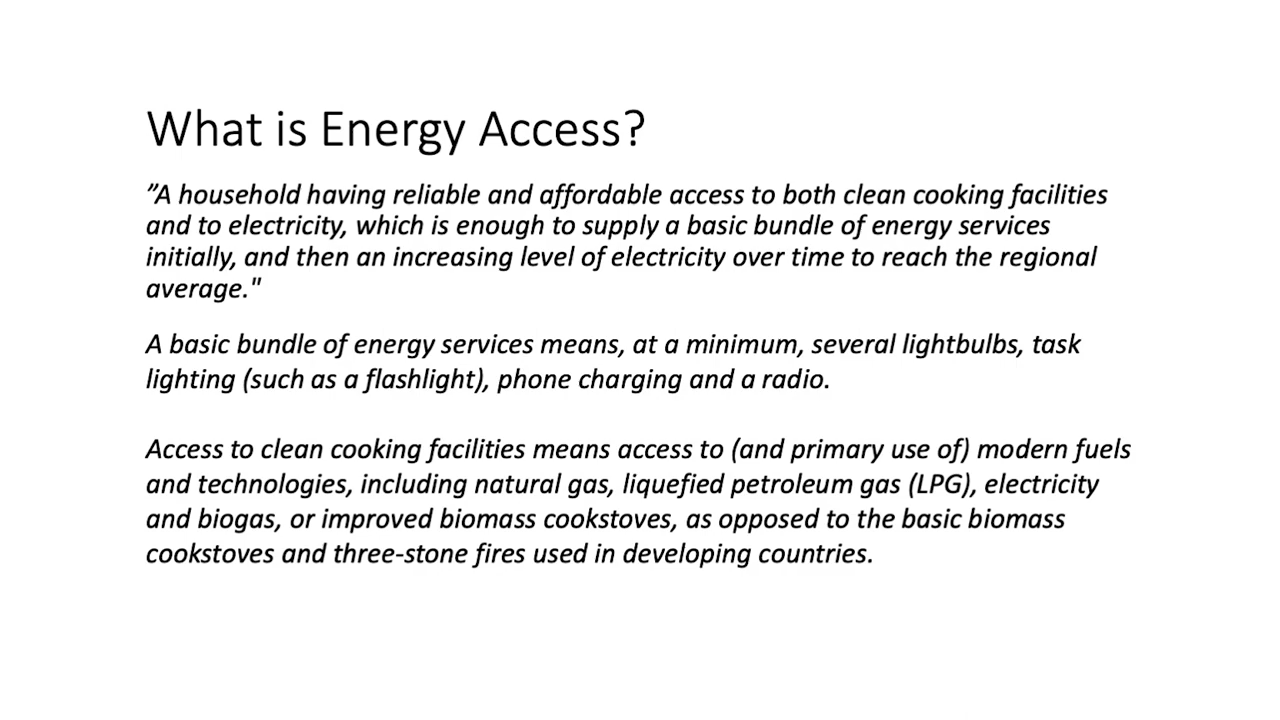 What is Energy Access?
”A household having reliable and affordable access to both clean cooking facilities
and to electricity, which is enough to supply a basic bundle of energy services
initially, and then an increasing level of electricity over time to reach the regional
average."
A basic bundle of energy services means, at a minimum, several lightbulbs, task
lighting (such as a flashlight), phone charging and a radio.
Access to clean cooking facilities means access to (and primary use of) modern fuels
and technologies, including natural gas, liquefied petroleum gas (LPG), electricity
and biogas, or improved biomass cookstoves, as opposed to the basic biomass
cookstoves and three-stone fires used in developing countries.